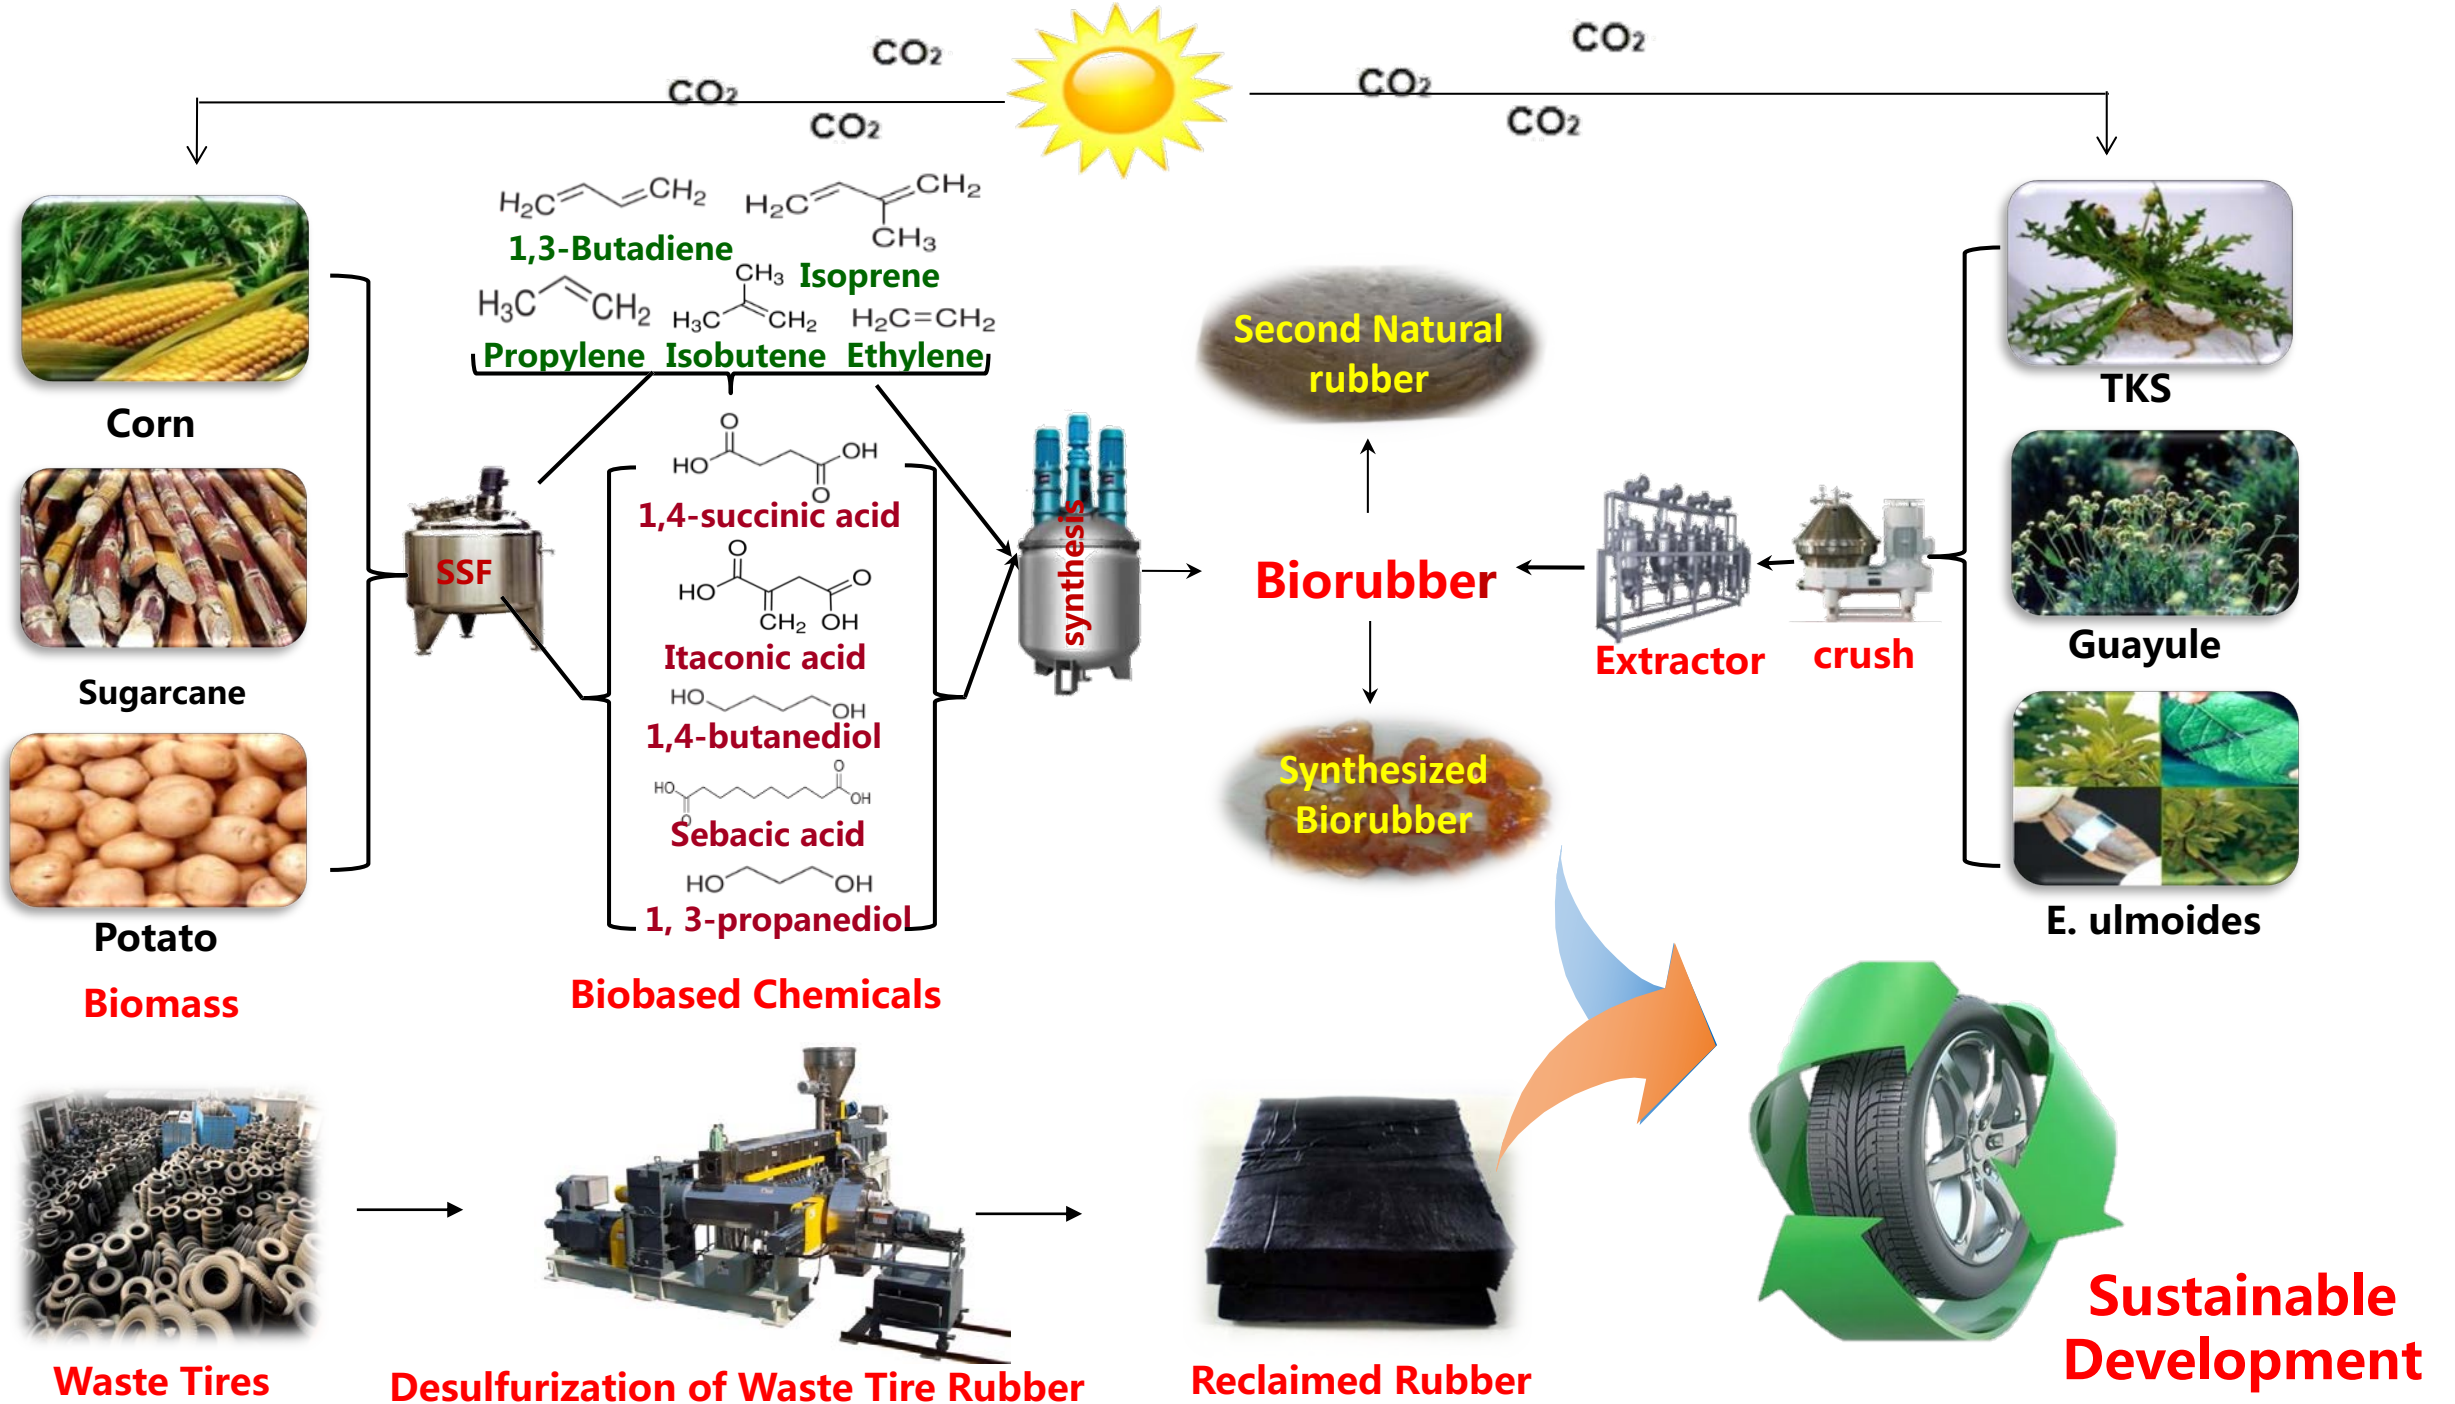 CO2
CO2
CO2
CO2
CO2
CO2
H2C CH2
1,3-Butadiene
H2C CH2
CH3
Isoprene
H3C CH2
Propylene
CH3
H3C CH2
Isobutene
H2C=CH2
Ethylene
Corn
Sugarcane
Potato
Biomass
SSF
O
HO OH
O
1,4-succinic acid
O
HO O
CH2 OH
Itaconic acid
HO
OH
1,4-butanediol
O
HO
OH
O
Sebacic acid
HO OH
1, 3-propanediol
Biobased Chemicals
synthesis
Second Natural
rubber
Biorubber
Synthesized
Biorubber
Extractor
crush
TKS
Guayule
E. ulmoides
Waste Tires
Desulfurization of Waste Tire Rubber
Reclaimed Rubber
Sustainable
Development